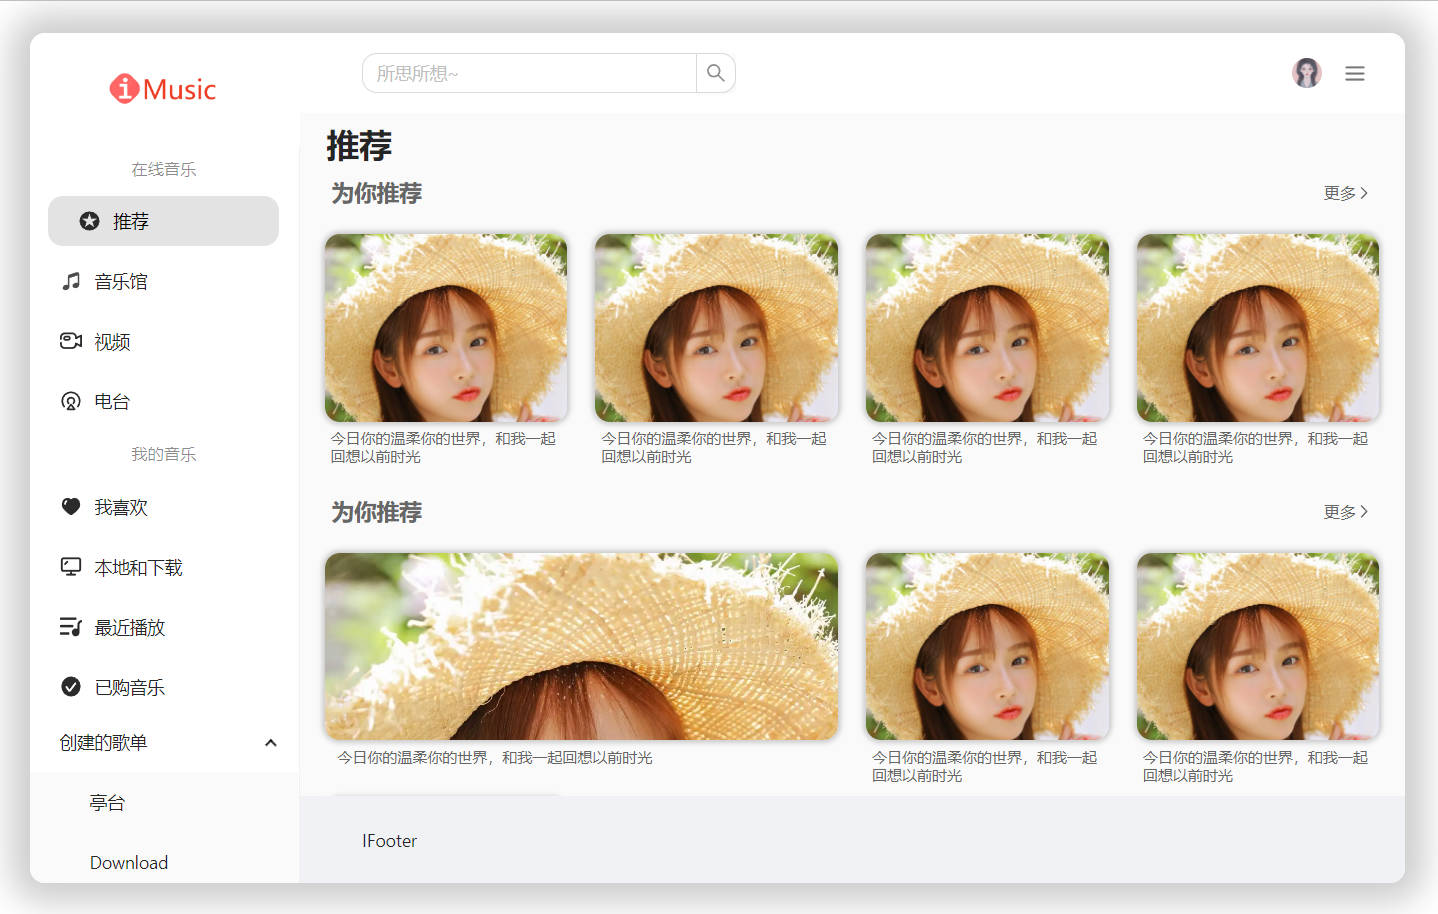 iMusic
所思所想~
在线音乐
推荐
音乐馆
视频
电台
我的音乐
我喜欢
本地和下载
最近播放
已购音乐
创建的歌单
亭台
Download
推荐
为你推荐
更多
今日你的温柔你的世界，和我一起
回想以前时光
今日你的温柔你的世界，和我一起
回想以前时光
今日你的温柔你的世界，和我一起
回想以前时光
今日你的温柔你的世界，和我一起
回想以前时光
为你推荐
更多
今日你的温柔你的世界，和我一起回想以前时光
今日你的温柔你的世界，和我一起
回想以前时光
今日你的温柔你的世界，和我一起
回想以前时光
IFooter